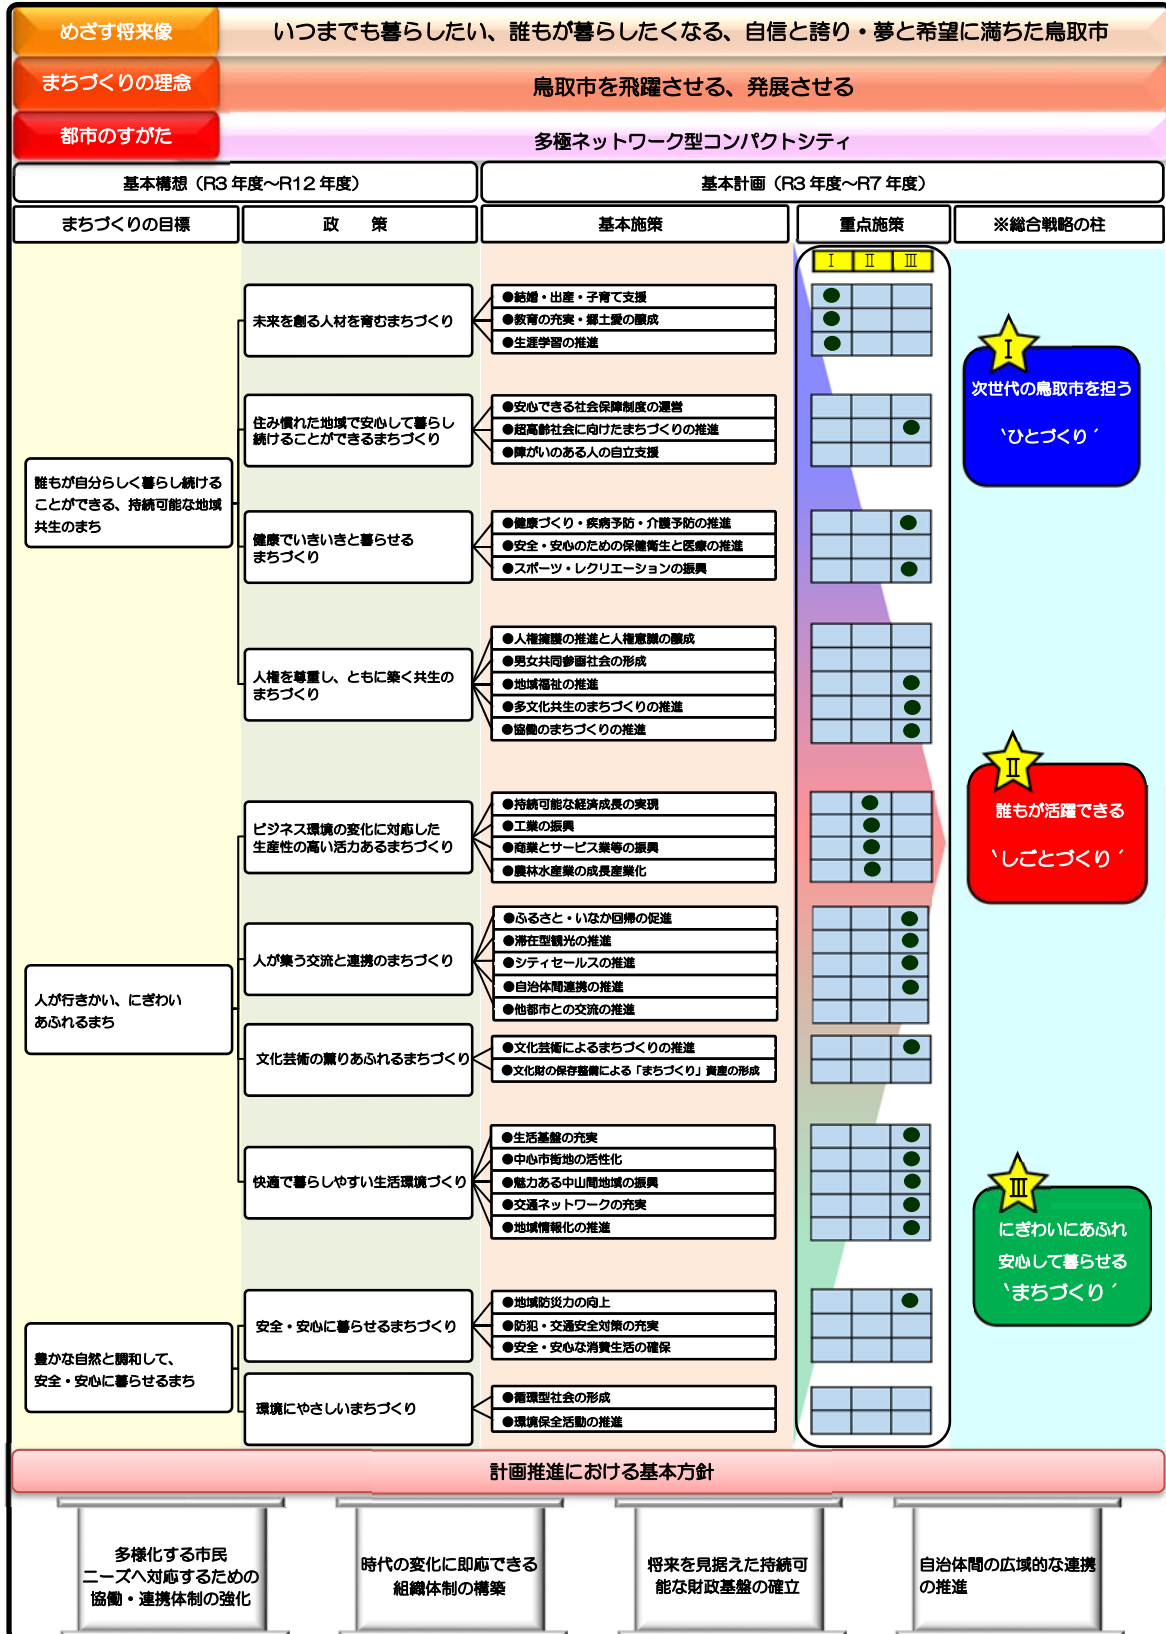 めざす将来像
いつまでも暮らしたい、誰もが暮らしたくなる、自信と誇り・夢と希望に満ちた鳥取市
まちづくりの理念
鳥取市を飛躍させる、発展させる
都市のすがた
多極ネットワーク型コンパクトシティ
基本構想（R3 年度～R12 年度）
基本計画（R3 年度～R7 年度）
まちづくりの目標
政　策
基本施策
重点施策
※総合戦略の柱
Ⅰ Ⅱ Ⅲ
誰もが自分らしく暮らし続ける
ことができる、持続可能な地域
共生のまち
未来を創る人材を育むまちづくり
●結婚・出産・子育て支援
●教育の充実・郷土愛の醸成
●生涯学習の推進
住み慣れた地域で安心して暮らし
続けることができるまちづくり
●安心できる社会保障制度の運営
●超高齢社会に向けたまちづくりの推進
●障がいのある人の自立支援
健康でいきいきと暮らせる
まちづくり
●健康づくり・疾病予防・介護予防の推進
●安全・安心のための保健衛生と医療の推進
●スポーツ・レクリエーションの振興
人権を尊重し、ともに築く共生の
まちづくり
●人権擁護の推進と人権意識の醸成
●男女共同参画社会の形成
●地域福祉の推進
●多文化共生のまちづくりの推進
●協働のまちづくりの推進
人が行きかい、にぎわい
あふれるまち
ビジネス環境の変化に対応した
生産性の高い活力あるまちづくり
●持続可能な経済成長の実現
●工業の振興
●商業とサービス業等の振興
●農林水産業の成長産業化
人が集う交流と連携のまちづくり
●ふるさと・いなか回帰の促進
●滞在型観光の推進
●シティセールスの推進
●自治体間連携の推進
●他都市との交流の推進
文化芸術の薫りあふれるまちづくり
●文化芸術によるまちづくりの推進
●文化財の保存整備による「まちづくり」資産の形成
快適で暮らしやすい生活環境づくり
●生活基盤の充実
●中心市街地の活性化
●魅力ある中山間地域の振興
●交通ネットワークの充実
●地域情報化の推進
豊かな自然と調和して、
安全・安心に暮らせるまち
安全・安心に暮らせるまちづくり
●地域防災力の向上
●防犯・交通安全対策の充実
●安全・安心な消費生活の確保
環境にやさしいまちづくり
●循環型社会の形成
●環境保全活動の推進
Ⅰ
次世代の鳥取市を担う
‵ひとづくり′
Ⅱ
誰もが活躍できる
‵しごとづくり′
Ⅲ
にぎわいにあふれ
安心して暮らせる
‵まちづくり′
計画推進における基本方針
多様化する市民
ニーズへ対応するための
協働・連携体制の強化
時代の変化に即応できる
組織体制の構築
将来を見据えた持続可
能な財政基盤の確立
自治体間の広域的な連携
の推進